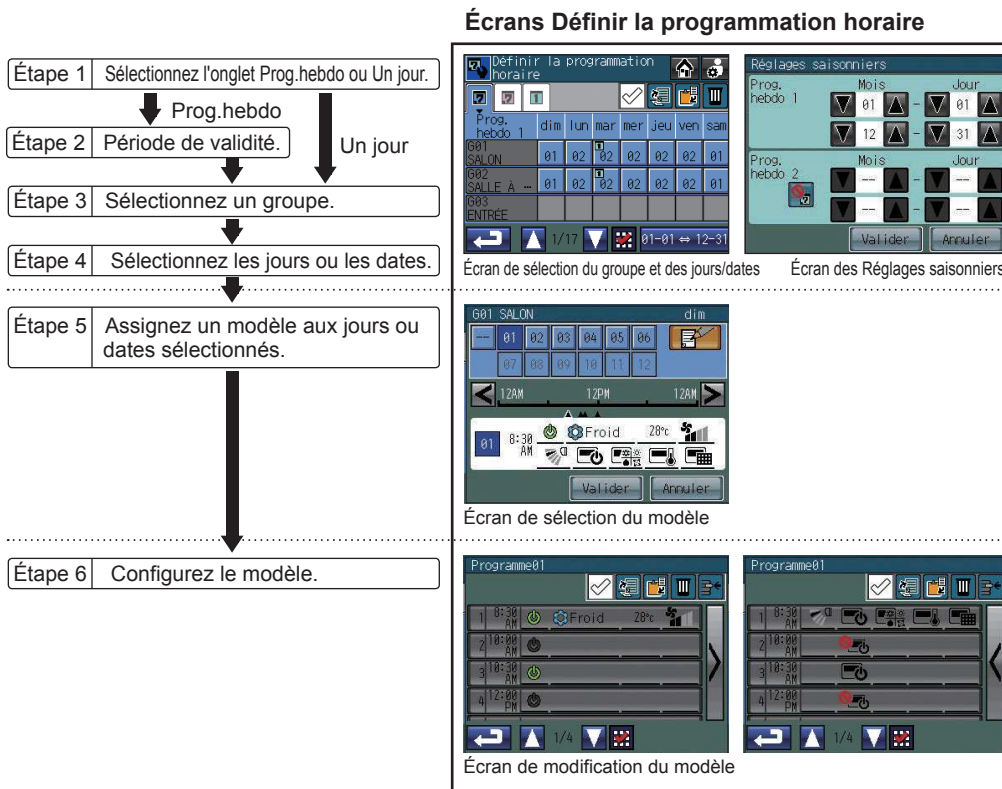 Écrans Définir la programmation horaire
Étape 1 Sélectionnez l'onglet Prog.hebdo ou Un jour.
Prog.hebdo
Un jour
Étape 2 Période de validité.
Étape 3 Sélectionnez un groupe.
Étape 4 Sélectionnez les jours ou les dates.
Étape 5 Assignez un modèle aux jours ou
dates sélectionnés.
Étape 6 Configurez le modèle.
Définir la programmation
horaire
7 7 1
Prog.
hebdo 1 dim lun mar mer jeu ven sam
G01
SALON 01 02 02 02 02 02 01
G02
SALLE À … 01 02 02 02 02 02 01
G03
ENTRÉE
1/17 01-01 ⇔ 12-31
Écran de sélection du groupe et des jours/dates
Réglages saisonniers
Prog.
hebdo 1
Mois Jour
01 - 01
12 - 31
Prog.
hebdo 2
Mois Jour
-- - --
-- - --
Valider Annuler
Écran des Réglages saisonniers
G01 SALON dim
-- 01 02 03 04 05 06
07 08 09 10 11 12
12AM 12PM 12AM
01 8:30
AM Froid 28°c
Valider Annuler
Écran de sélection du modèle
Programme01
1 8:30
AM Froid 28°c
2 10:00
AM
3 10:30
AM
4 12:00
PM
1/4
Programme01
1 8:30
AM
2 10:00
AM
3 10:30
AM
4 12:00
PM
1/4
Écran de modification du modèle